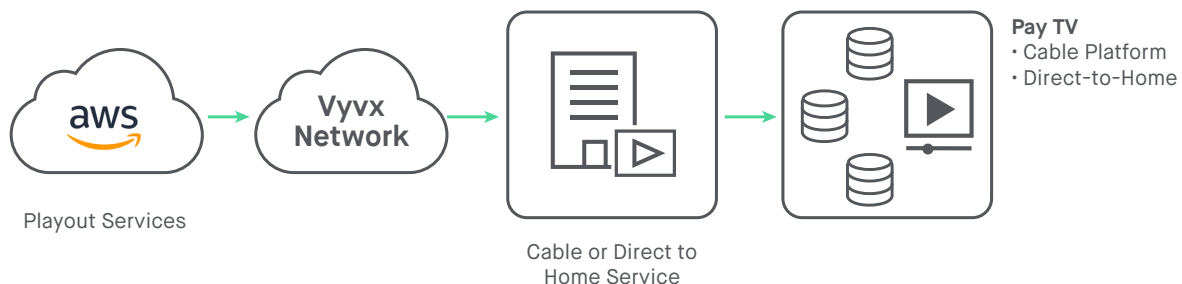 aws
Playout Services
Vyvx
Network
Cable or Direct to
Home Service
Pay TV
• Cable Platform
• Direct-to-Home